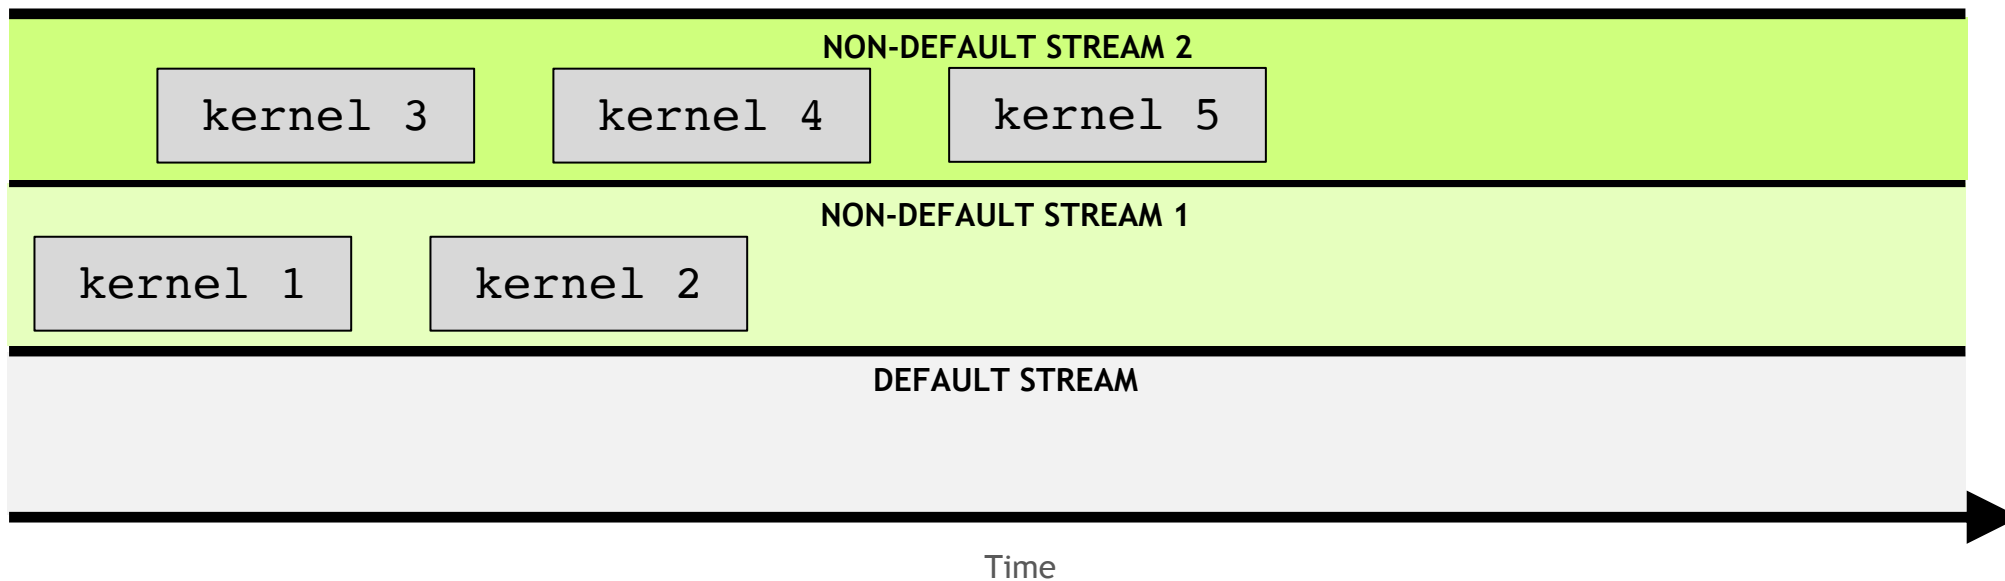 NON-DEFAULT STREAM 2
kernel 3 kernel 4 kernel 5
NON-DEFAULT STREAM 1
kernel 1 kernel 2
DEFAULT STREAM
Time